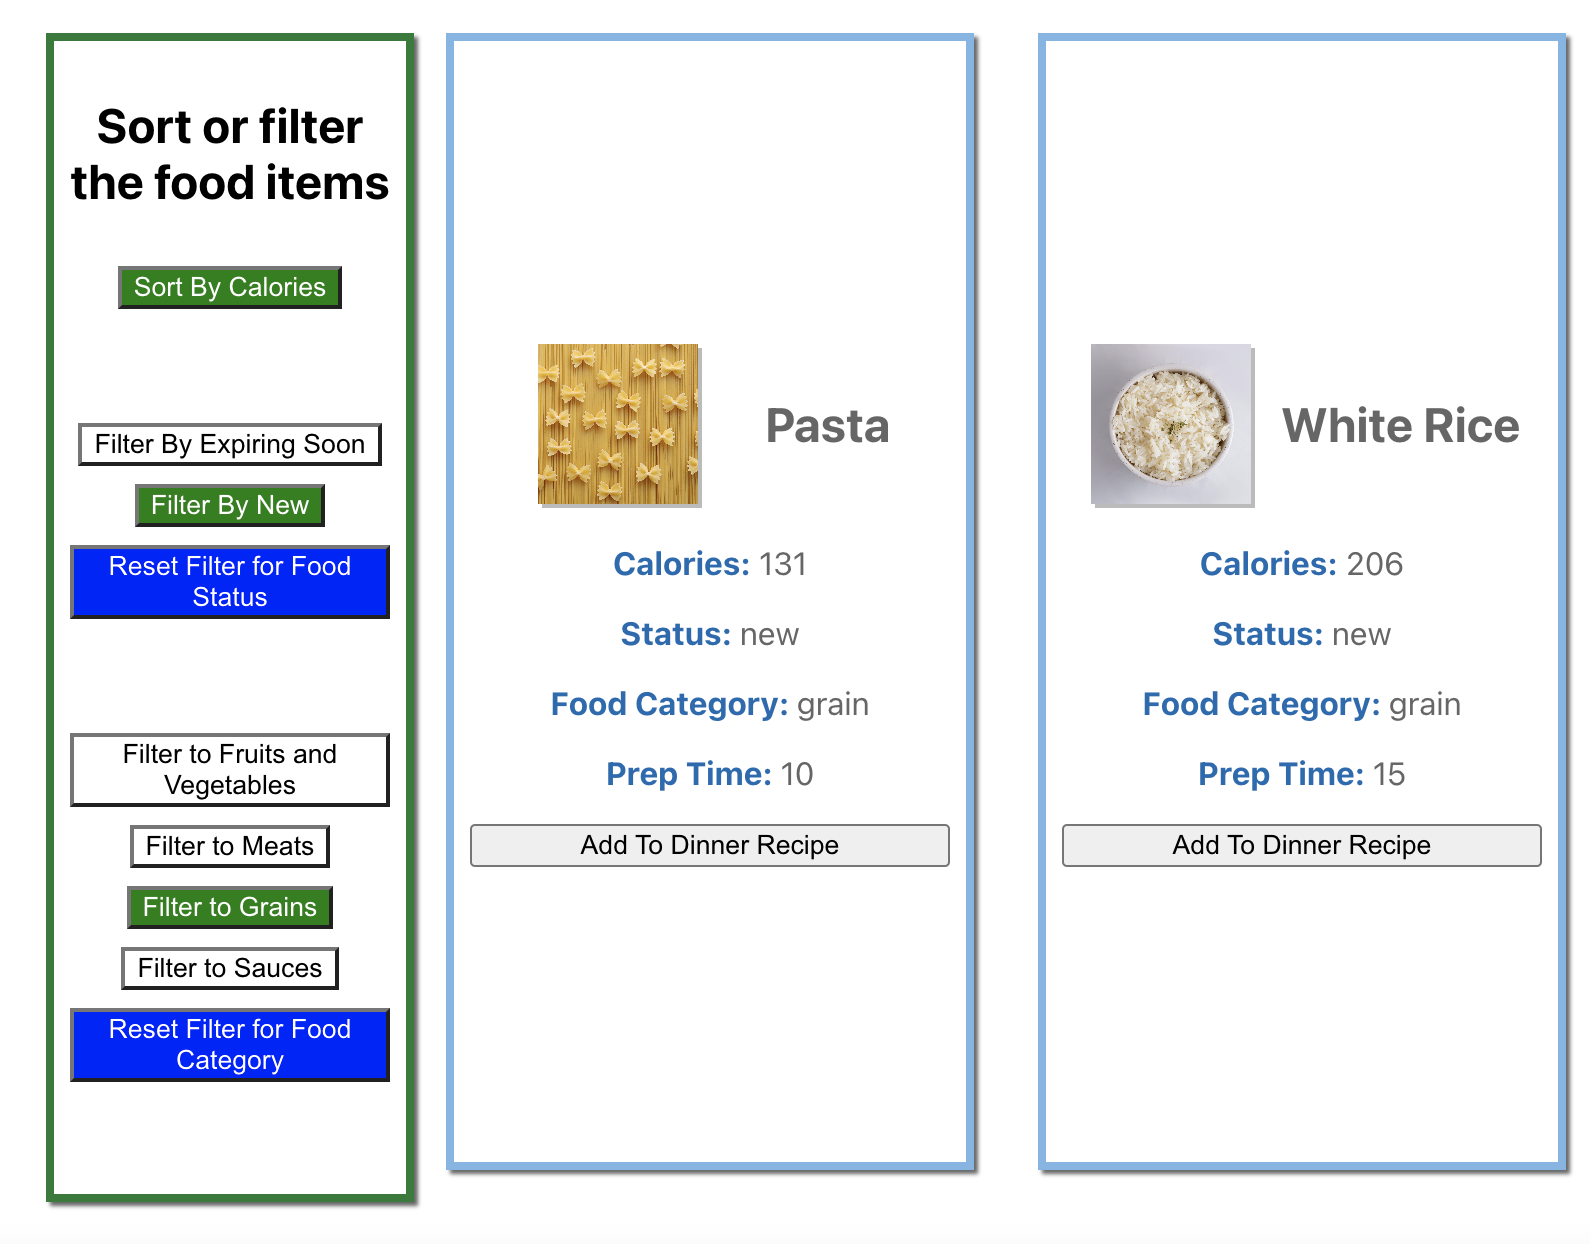 Sort or filter
the food items
Sort By Calories
Filter By Expiring Soon
Filter By New
Reset Filter for Food
Status
Filter to Fruits and
Vegetables
Filter to Meats
Filter to Grains
Filter to Sauces
Reset Filter for Food
Category
Pasta
Calories: 131
Status: new
Food Category: grain
Prep Time: 10
Add To Dinner Recipe
White Rice
Calories: 206
Status: new
Food Category: grain
Prep Time: 15
Add To Dinner Recipe